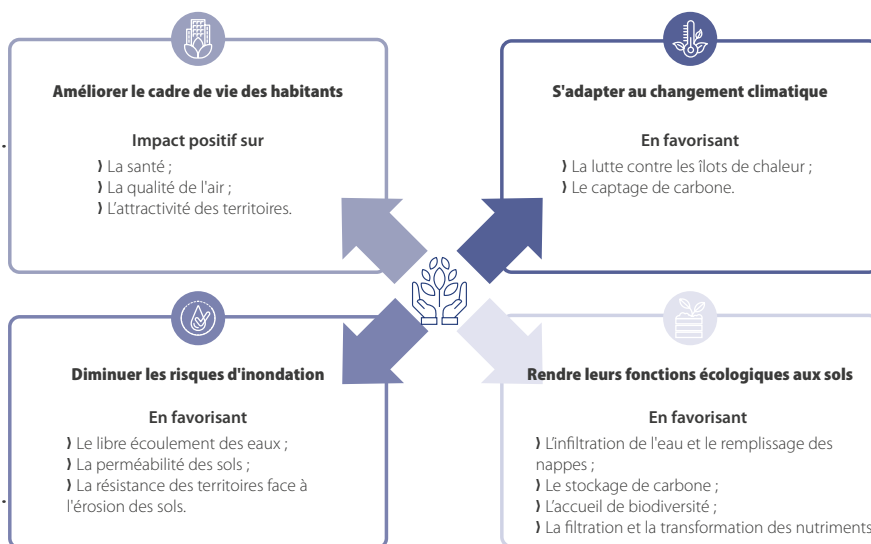 Améliorer le cadre de vie des habitants
Impact positif sur
❫ La santé ;
❫ La qualité de l'air ;
❫ L'attractivité des territoires.
S'adapter au changement climatique
En favorisant
❫ La lutte contre les îlots de chaleur ;
❫ Le captage de carbone.
Diminuer les risques d'inondation
En favorisant
❫ Le libre écoulement des eaux ;
❫ La perméabilité des sols ;
❫ La résistance des territoires face à
l'érosion des sols.
Rendre leurs fonctions écologiques aux sols
En favorisant
❫ L'infiltration de l'eau et le remplissage des
nappes ;
❫ Le stockage de carbone ;
❫ L'accueil de biodiversité ;
❫ La filtration et la transformation des nutriments